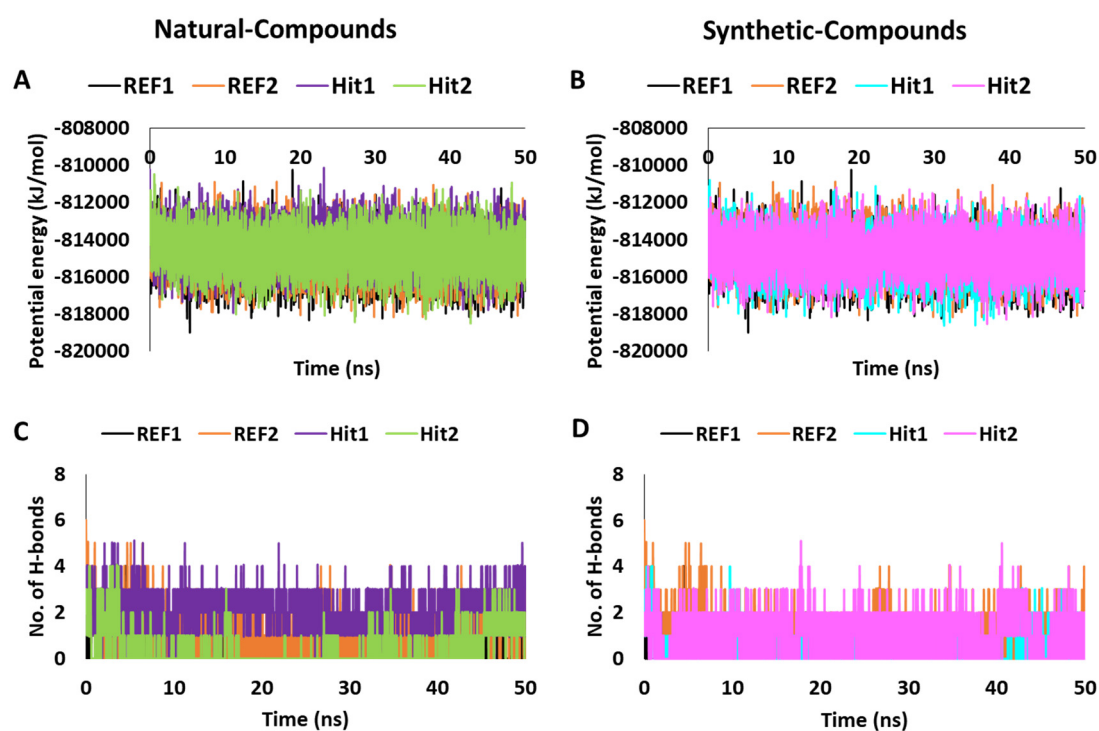 Natural-Compounds
Synthetic-Compounds
A
REF1 REF2 Hit1 Hit2
Potential energy (kJ/mol)
-808000
-810000
-812000
-814000
-816000
-818000
-820000
0 10 20 30 40 50
Time (ns)
B
REF1 REF2 Hit1 Hit2
Potential energy (kJ/mol)
-808000
-810000
-812000
-814000
-816000
-818000
-820000
0 10 20 30 40 50
Time (ns)
C
REF1 REF2 Hit1 Hit2
No. of H-bonds
8
6
4
2
0
0 10 20 30 40 50
Time (ns)
D
REF1 REF2 Hit1 Hit2
No. of H-bonds
8
6
4
2
0
0 10 20 30 40 50
Time (ns)